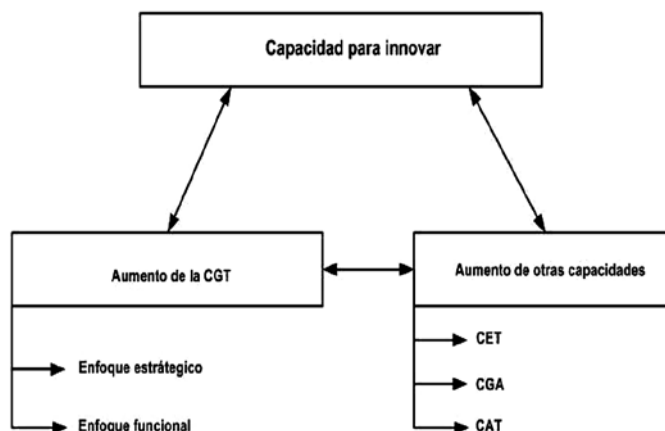 Capacidad para innovar
Aumento de la CGT
Aumento de otras capacidades
Enfoque estrátegico
Enfoque funcional
CET
CGA
CAT